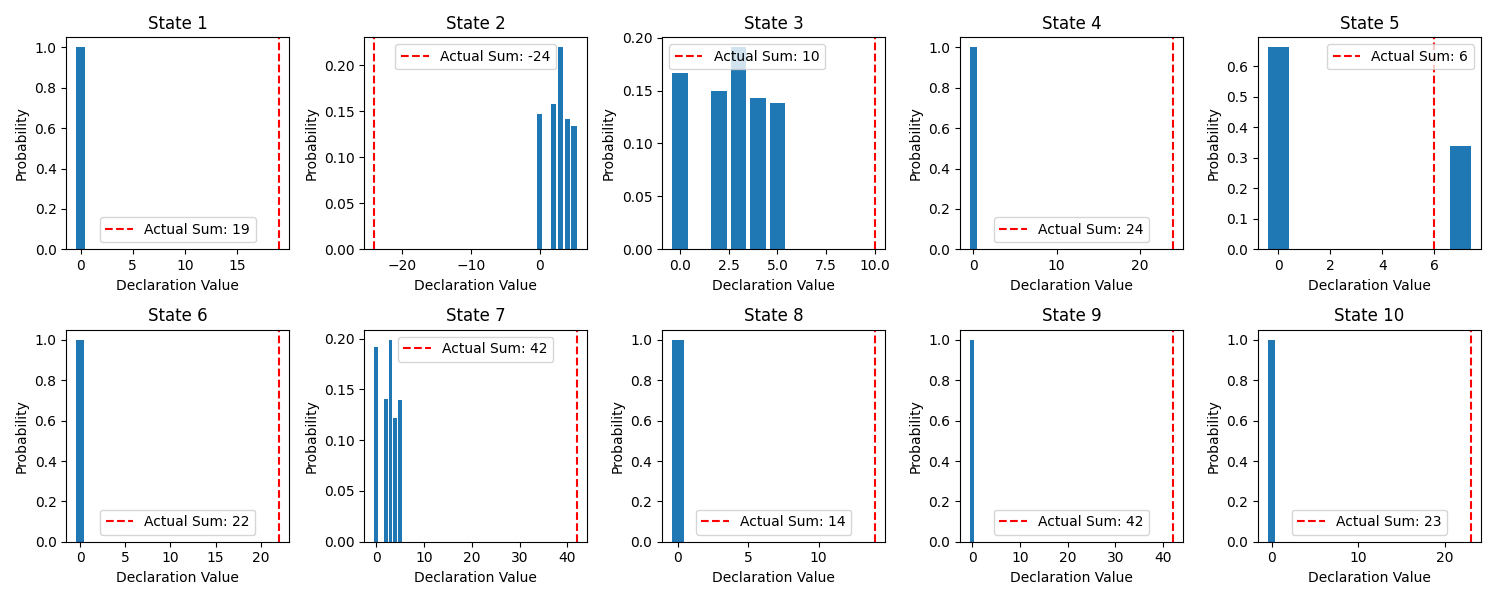 State 1
State 2
State 3
State 4
State 5
1.0
0.8
0.6
0.4
0.2
0.0
Probability
0
5
10
15
Declaration Value
Actual Sum: 19
0.20
0.15
0.10
0.05
0.00
Probability
−20
−10
0
Declaration Value
Actual Sum: -24
0.20
0.15
0.10
0.05
0.00
Probability
0.0
2.5
5.0
7.5
10.0
Declaration Value
Actual Sum: 10
1.0
0.8
0.6
0.4
0.2
0.0
Probability
0
10
20
Declaration Value
Actual Sum: 24
0.6
0.5
0.4
0.3
0.2
0.1
0.0
Probability
0
2
4
6
Declaration Value
Actual Sum: 6
State 6
State 7
State 8
State 9
State 10
1.0
0.8
0.6
0.4
0.2
0.0
Probability
0
5
10
15
20
Declaration Value
Actual Sum: 22
0.20
0.15
0.10
0.05
0.00
Probability
0
10
20
30
40
Declaration Value
Actual Sum: 42
1.0
0.8
0.6
0.4
0.2
0.0
Probability
0
5
10
Declaration Value
Actual Sum: 14
1.0
0.8
0.6
0.4
0.2
0.0
Probability
0
10
20
30
40
Declaration Value
Actual Sum: 42
1.0
0.8
0.6
0.4
0.2
0.0
Probability
0
10
20
Declaration Value
Actual Sum: 23